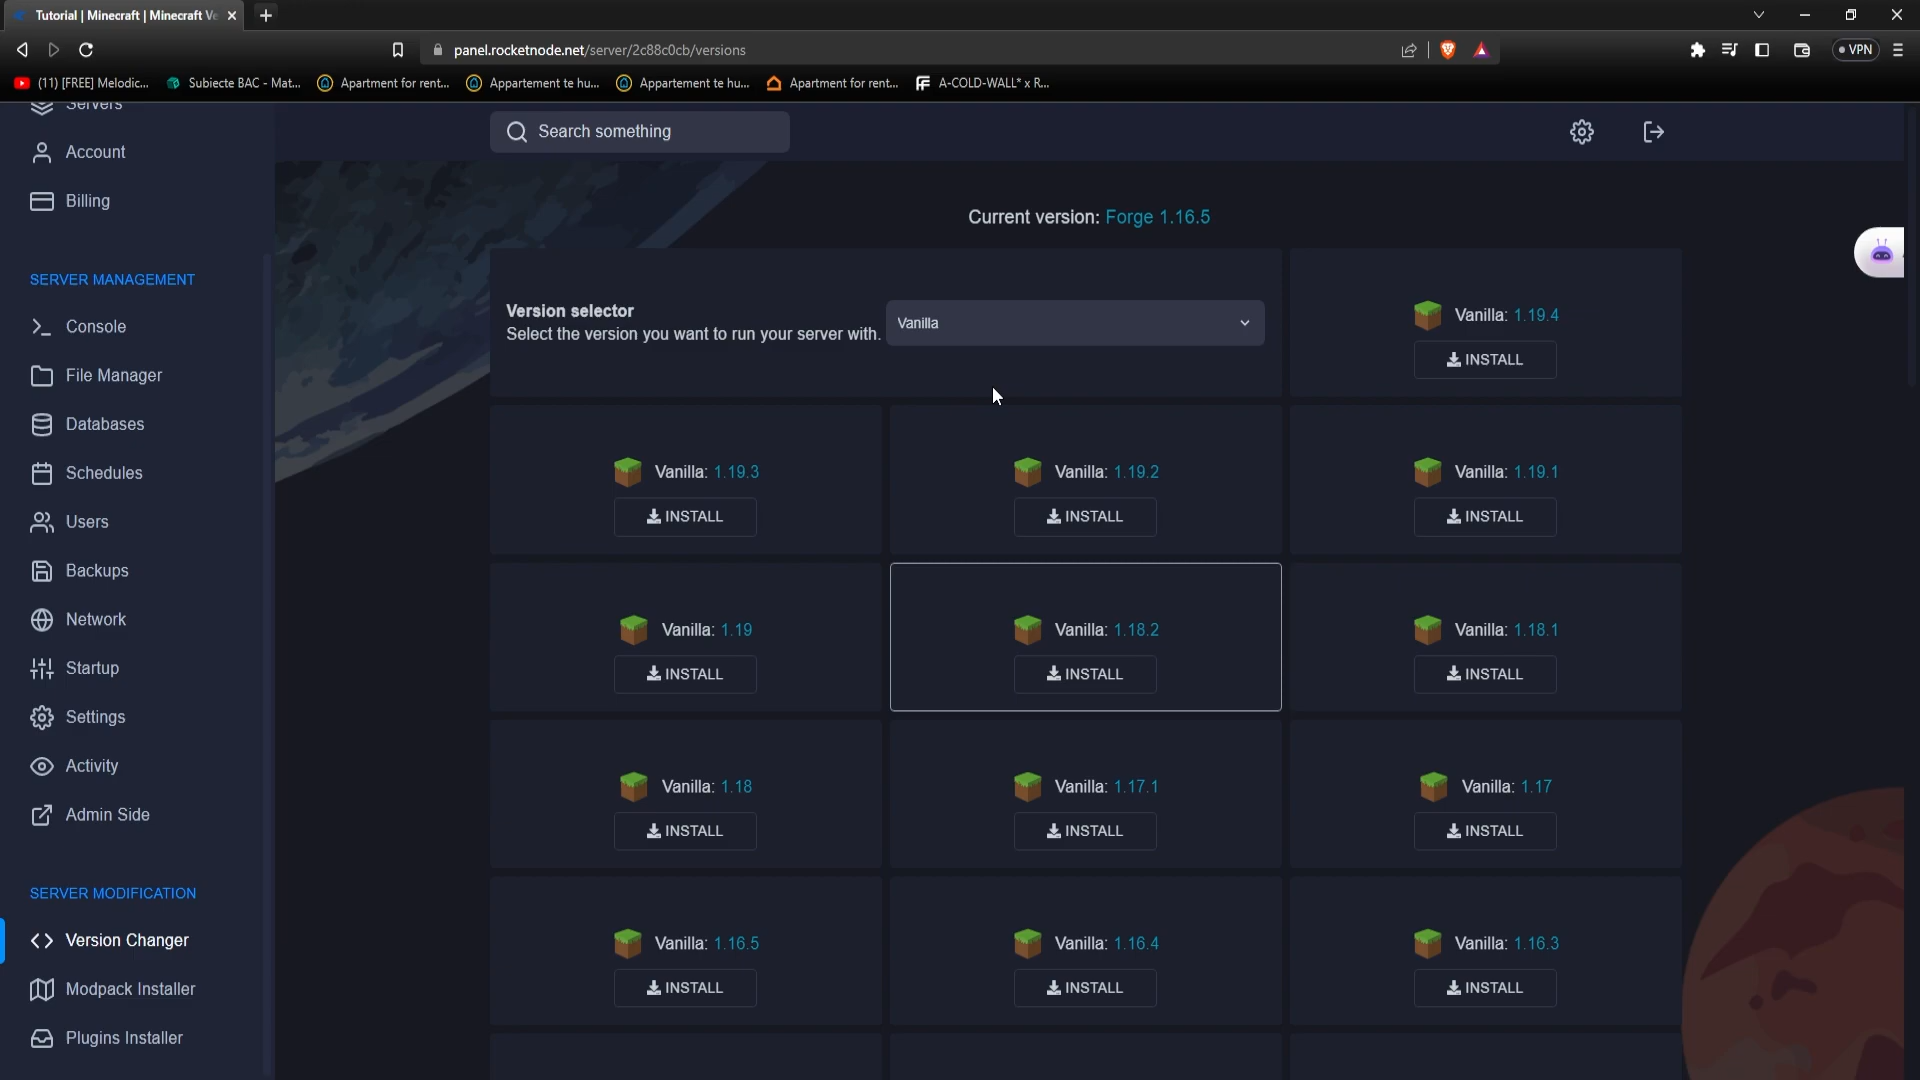 Tutorial | Minecraft | Minecraft Ve
panel.rocketnode.net/server/2c88c0cb/versions
VPN
(11) [FREE] Melodic...
Subiecte BAC - Mat...
Apartment for rent...
Appartement te hu...
Appartement te hu...
Apartment for rent...
A-COLD-WALL* x R...
Servers
Account
Billing
SERVER MANAGEMENT
Console
File Manager
Databases
Schedules
Users
Backups
Network
Startup
Settings
Activity
Admin Side
SERVER MODIFICATION
Version Changer
Modpack Installer
Plugins Installer
Search something
Current version: Forge 1.16.5
Version selector
Select the version you want to run your server with.
Vanilla
Vanilla: 1.19.4
INSTALL
Vanilla: 1.19.3
INSTALL
Vanilla: 1.19.2
INSTALL
Vanilla: 1.19.1
INSTALL
Vanilla: 1.19
INSTALL
Vanilla: 1.18.2
INSTALL
Vanilla: 1.18.1
INSTALL
Vanilla: 1.18
INSTALL
Vanilla: 1.17.1
INSTALL
Vanilla: 1.17
INSTALL
Vanilla: 1.16.5
INSTALL
Vanilla: 1.16.4
INSTALL
Vanilla: 1.16.3
INSTALL